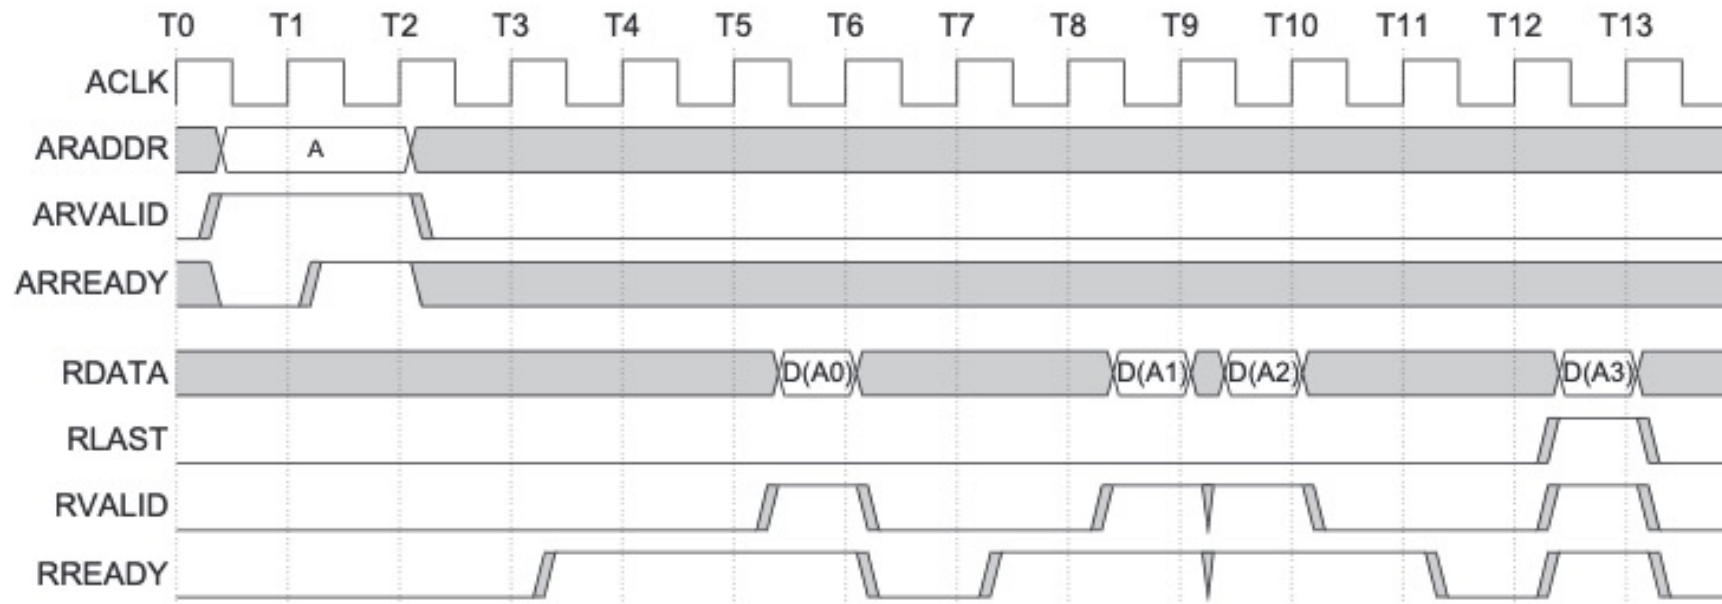 T0 T1 T2 T3 T4 T5 T6 T7 T8 T9 T10 T11 T12 T13
ACLK
ARADDR A
ARVALID
ARREADY
RDATA D(A0) D(A1) D(A2) D(A3)
RLAST
RVALID
RREADY